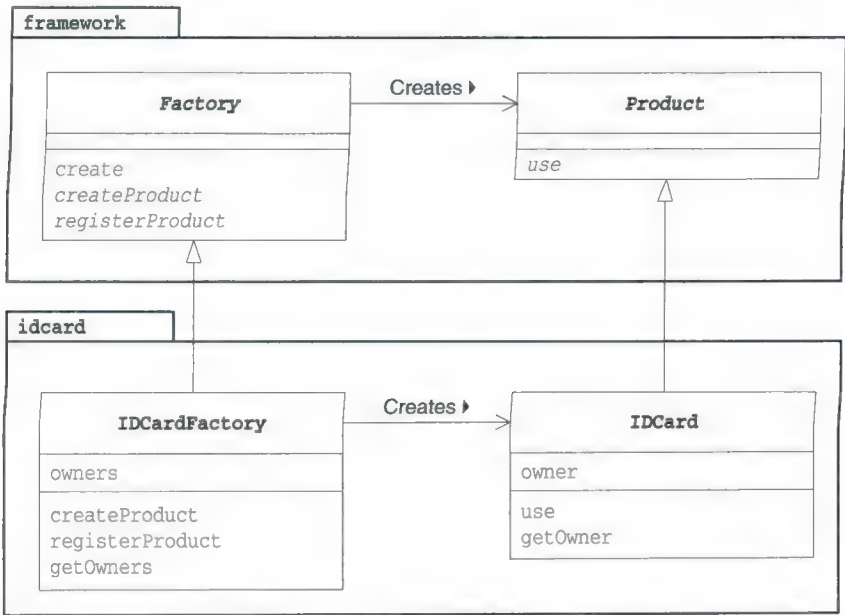 framework
Factory
Creates
Product
create
createProduct
registerProduct
use
idcard
IDCardFactory
Creates
IDCard
owners
owner
createProduct
registerProduct
getOwners
use
getOwner